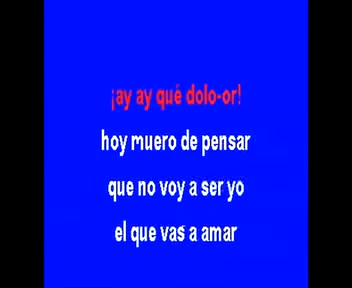 ¡ay ay qué dolo-or!
hoy muero de pensar
que no voy a ser yo
el que vas a amar